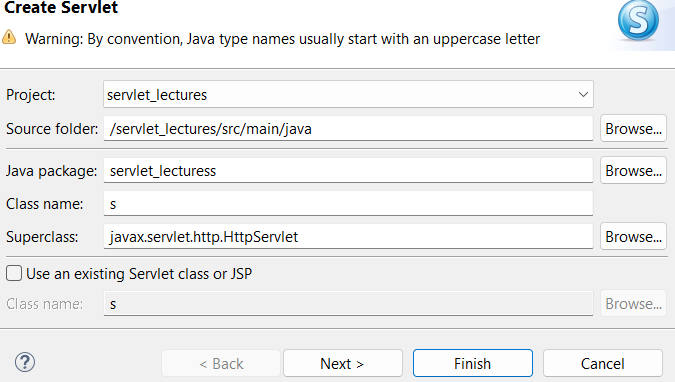 Create Servlet
Warning: By convention, Java type names usually start with an uppercase letter
S
Project: servlet_lectures
Source folder: /servlet_lectures/src/main/java Browse...
Java package: servlet_lecturess Browse...
Class name: s
Superclass: javax.servlet.http.HttpServlet Browse...
Use an existing Servlet class or JSP
Class name: s Browse...
? < Back Next > Finish Cancel